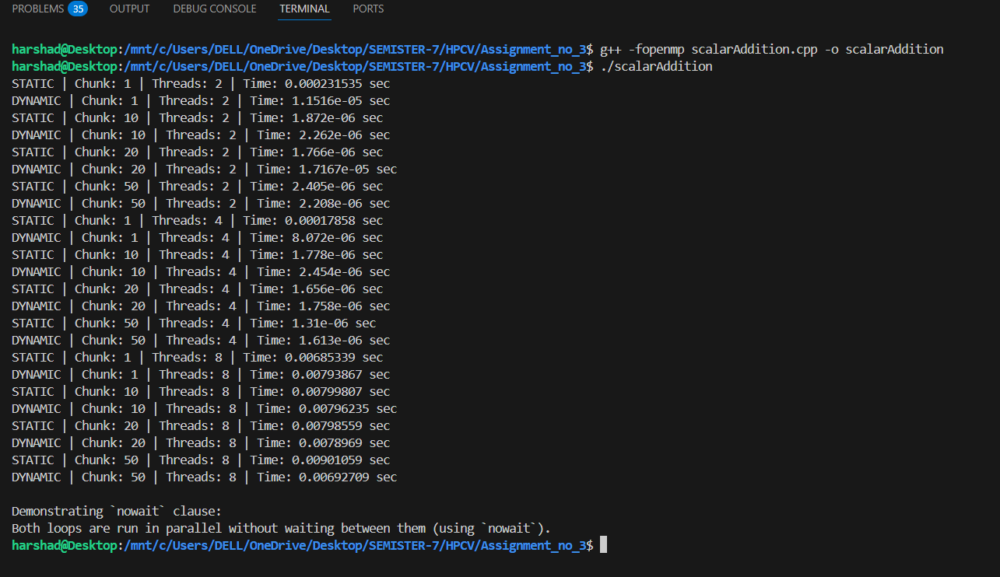 PROBLEMS 35 OUTPUT DEBUG CONSOLE TERMINAL PORTS
harshad@Desktop:/mnt/c/Users/DELL/OneDrive/Desktop/SEMISTER-7/HPCV/Assignment_no_3$ g++ -fopenmp scalarAddition.cpp -o scalarAddition
harshad@Desktop:/mnt/c/Users/DELL/OneDrive/Desktop/SEMISTER-7/HPCV/Assignment_no_3$ ./scalarAddition
STATIC | Chunk: 1 | Threads: 2 | Time: 0.000231535 sec
DYNAMIC | Chunk: 1 | Threads: 2 | Time: 1.1516e-05 sec
STATIC | Chunk: 10 | Threads: 2 | Time: 1.872e-06 sec
DYNAMIC | Chunk: 10 | Threads: 2 | Time: 2.262e-06 sec
STATIC | Chunk: 20 | Threads: 2 | Time: 1.766e-06 sec
DYNAMIC | Chunk: 20 | Threads: 2 | Time: 1.7167e-05 sec
STATIC | Chunk: 50 | Threads: 2 | Time: 2.405e-06 sec
DYNAMIC | Chunk: 50 | Threads: 2 | Time: 2.208e-06 sec
STATIC | Chunk: 1 | Threads: 4 | Time: 0.00017858 sec
DYNAMIC | Chunk: 1 | Threads: 4 | Time: 8.072e-06 sec
STATIC | Chunk: 10 | Threads: 4 | Time: 1.778e-06 sec
DYNAMIC | Chunk: 10 | Threads: 4 | Time: 2.454e-06 sec
STATIC | Chunk: 20 | Threads: 4 | Time: 1.656e-06 sec
DYNAMIC | Chunk: 20 | Threads: 4 | Time: 1.758e-06 sec
STATIC | Chunk: 50 | Threads: 4 | Time: 1.31e-06 sec
DYNAMIC | Chunk: 50 | Threads: 4 | Time: 1.613e-06 sec
STATIC | Chunk: 1 | Threads: 8 | Time: 0.00685339 sec
DYNAMIC | Chunk: 1 | Threads: 8 | Time: 0.00793867 sec
STATIC | Chunk: 10 | Threads: 8 | Time: 0.00799807 sec
DYNAMIC | Chunk: 10 | Threads: 8 | Time: 0.00796235 sec
STATIC | Chunk: 20 | Threads: 8 | Time: 0.00798559 sec
DYNAMIC | Chunk: 20 | Threads: 8 | Time: 0.0078969 sec
STATIC | Chunk: 50 | Threads: 8 | Time: 0.00901059 sec
DYNAMIC | Chunk: 50 | Threads: 8 | Time: 0.00692709 sec
Demonstrating `nowait` clause:
Both loops are run in parallel without waiting between them (using `nowait`).
harshad@Desktop:/mnt/c/Users/DELL/OneDrive/Desktop/SEMISTER-7/HPCV/Assignment_no_3$